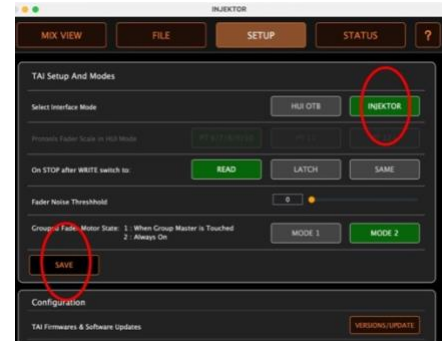 INJEKTOR
MIX VIEW FILE SETUP STATUS ?
TAI Setup And Modes
Select Interface Mode HUI OTB INJEKTOR
Protools Fader Scale in HUI Mode
On STOP after WRITE switch to: READ LATCH SAME
Fader Noise Threshhold 0
Grouped Fader Motor State: 1 : When Group Master is Touched
2 : Always On
MODE 1 MODE 2
SAVE
Configuration
TAI Firmwares & Software Updates VERSIONS/UPDATE